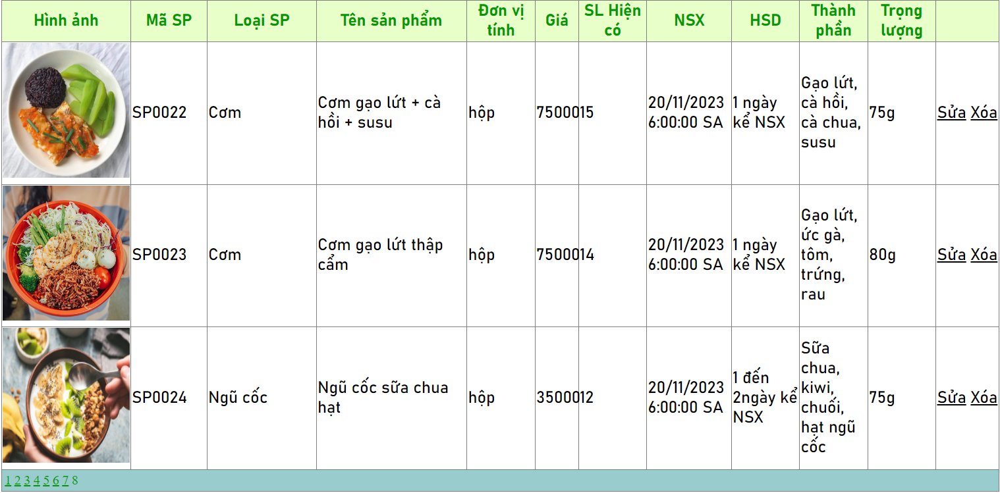 Hình ảnh Mã SP Loại SP Tên sản phẩm Đơn vị tính Giá SL Hiện có NSX HSD Thành phần Trọng lượng
SP0022 Cơm Cơm gạo lứt + cà hồi + susu hộp 75000 15 20/11/2023 6:00:00 SA 1 ngày kể NSX Gạo lứt, cà hồi, cà chua, susu 75g Sửa Xóa
SP0023 Cơm Cơm gạo lứt thập cẩm hộp 75000 14 20/11/2023 6:00:00 SA 1 ngày kể NSX Gạo lứt, ức gà, tôm, trứng, rau 80g Sửa Xóa
SP0024 Ngũ cốc Ngũ cốc sữa chua hạt hộp 35000 12 20/11/2023 6:00:00 SA 1 đến 2ngày kể NSX Sữa chua, kiwi, chuối, hạt ngũ cốc 75g Sửa Xóa
1 2 3 4 5 6 7 8